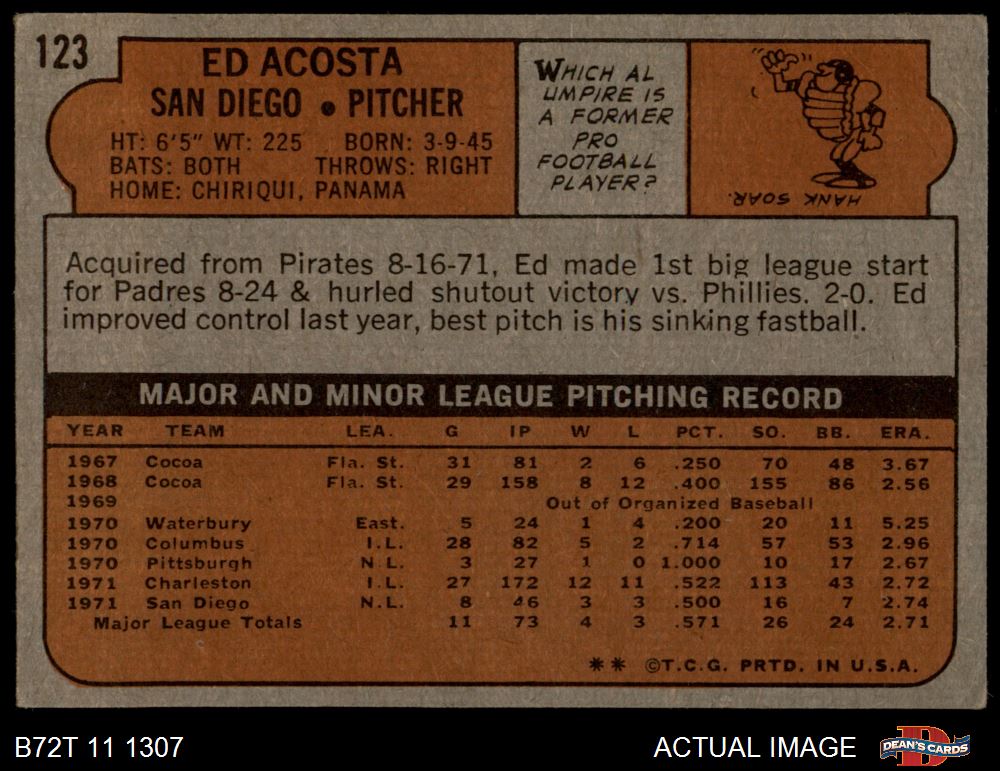 123
ED ACOSTA
SAN DIEGO • PITCHER
HT: 6'5" WT: 225 BORN: 3-9-45
BATS: BOTH THROWS: RIGHT
HOME: CHIRIQUI, PANAMA
WHICH AL
UMPIRE IS
A FORMER
PRO
FOOTBALL
PLAYER?
HANK
SOAR.
Acquired from Pirates 8-16-71, Ed made 1st big league start
for Padres 8-24 & hurled shutout victory vs. Phillies. 2-0. Ed
improved control last year, best pitch is his sinking fastball.
MAJOR AND MINOR LEAGUE PITCHING RECORD
YEAR TEAM LEA. G IP W L PCT. SO. BB. ERA.
1967 Cocoa Fla. St. 31 81 2 6 .250 70 48 3.67
1968 Cocoa Fla. St. 29 158 8 12 .400 155 86 2.56
1969 Out of Organized Baseball
1970 Waterbury East. 5 24 1 4 .200 20 11 5.25
1970 Columbus I.L. 28 82 5 2 .714 57 53 2.96
1970 Pittsburgh N.L. 3 27 1 0 1.000 10 17 2.67
1971 Charleston I.L. 27 172 12 11 .522 113 43 2.72
1971 San Diego N.L. 8 46 3 3 .500 16 7 2.74
Major League Totals 11 73 4 3 .571 26 24 2.71
** ©T.C.G. PRTD. IN U.S.A.
B72T 11 1307
ACTUAL IMAGE
DEAN'S CARDS